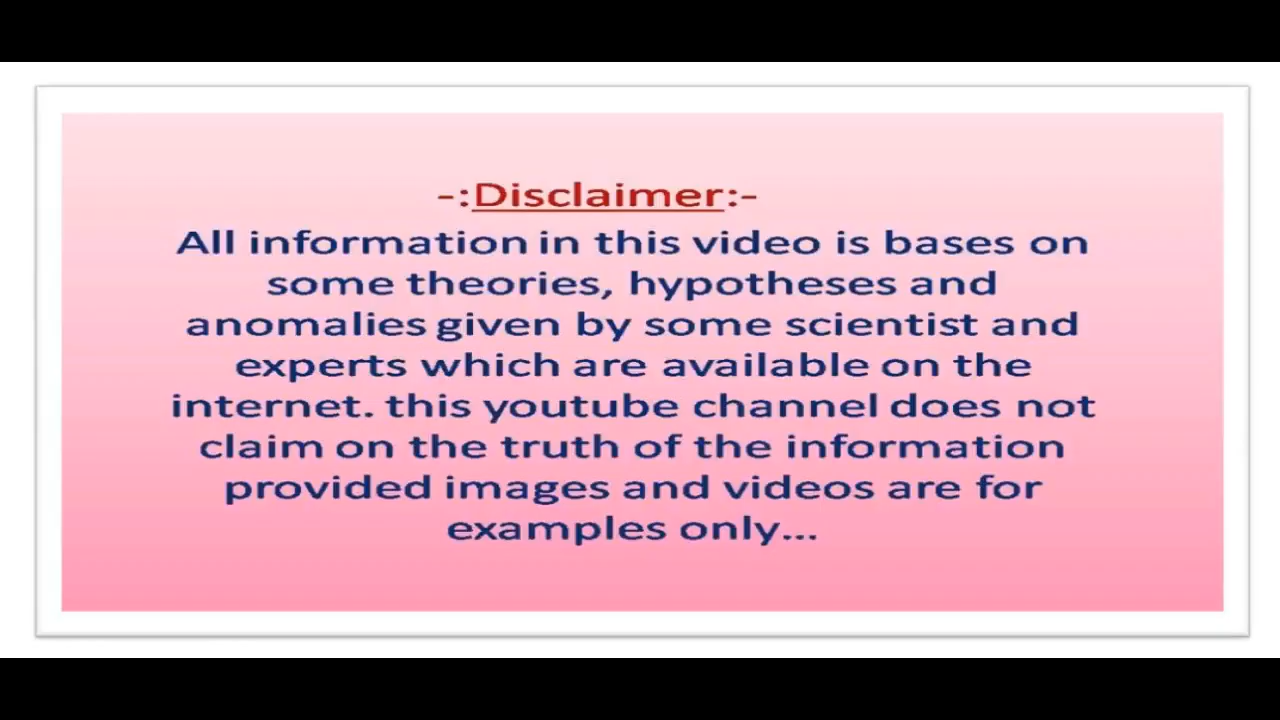 -:Disclaimer:-
All information in this video is bases on
some theories, hypotheses and
anomalies given by some scientist and
experts which are available on the
internet. this youtube channel does not
claim on the truth of the information
provided images and videos are for
examples only...